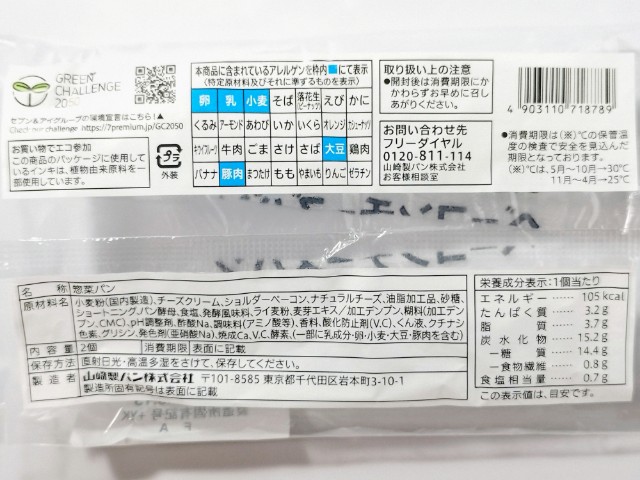 GREEN
CHALLENGE
2050
セブン&アイグループの環境宣言はこちら!▲
Check our challenge https://7premium.jp/GC2050
お買い物でエコ参加
この商品のパッケージに使用して
いるインキは、植物由来原料を一
部使用しています。
プラ
外装
本商品に含まれているアレルゲンを枠内■にて表示
(特定原材料及びそれに準ずるものを表示)
卵 乳 小麦 そば 落花生(ピーナッツ) えび かに
くるみ アーモンド あわび いか いくら オレンジ カシューナッツ
キウイフルーツ 牛肉 ごま さけ さば 大豆 鶏肉
バナナ 豚肉 まつたけ もも やまいも りんご ゼラチン
取り扱い上の注意
●開封後は消費期限にか
かわらずお早めに召し
あがりください。
お問い合わせ先
フリーダイヤル
0120-811-114
山崎製パン株式会社
お客様相談室
4 903110 718789
●消費期限は(※)℃の保管温
度の検査で安全を見込んだ
期限となっております。
(※)℃は、5月~10月→30℃
11月~4月→25℃
名称 惣菜パン
原材料名 小麦粉(国内製造)、チーズクリーム、ショルダーベーコン、ナチュラルチーズ、油脂加工品、砂糖、
ショートニング、パン酵母、食塩、発酵風味料、ライ麦粉、麦芽エキス/加工デンプン、糊料(加工デン
プン、CMC)、pH調整剤、酢酸Na、調味料(アミノ酸等)、香料、酸化防止剤(V.C)、くん液、クチナシ
色素、グリシン、発色剤(亜硝酸Na)、焼成Ca、V.C、酵素、(一部に乳成分・卵・小麦・大豆・豚肉を含む)
内容量 2個 消費期限 表面に記載
保存方法 直射日光・高温多湿をさけて、保存してください。
製造者 山崎製パン株式会社 〒101-8585 東京都千代田区岩本町3-10-1
製造所固有記号は表面に記載
栄養成分表示:1個当たり
エネルギー 105kcal
たんぱく質 3.2g
脂質 3.7g
炭水化物 15.2g
-糖質 14.4g
-食物繊維 0.8g
食塩相当量 0.7g
この表示値は、目安です。